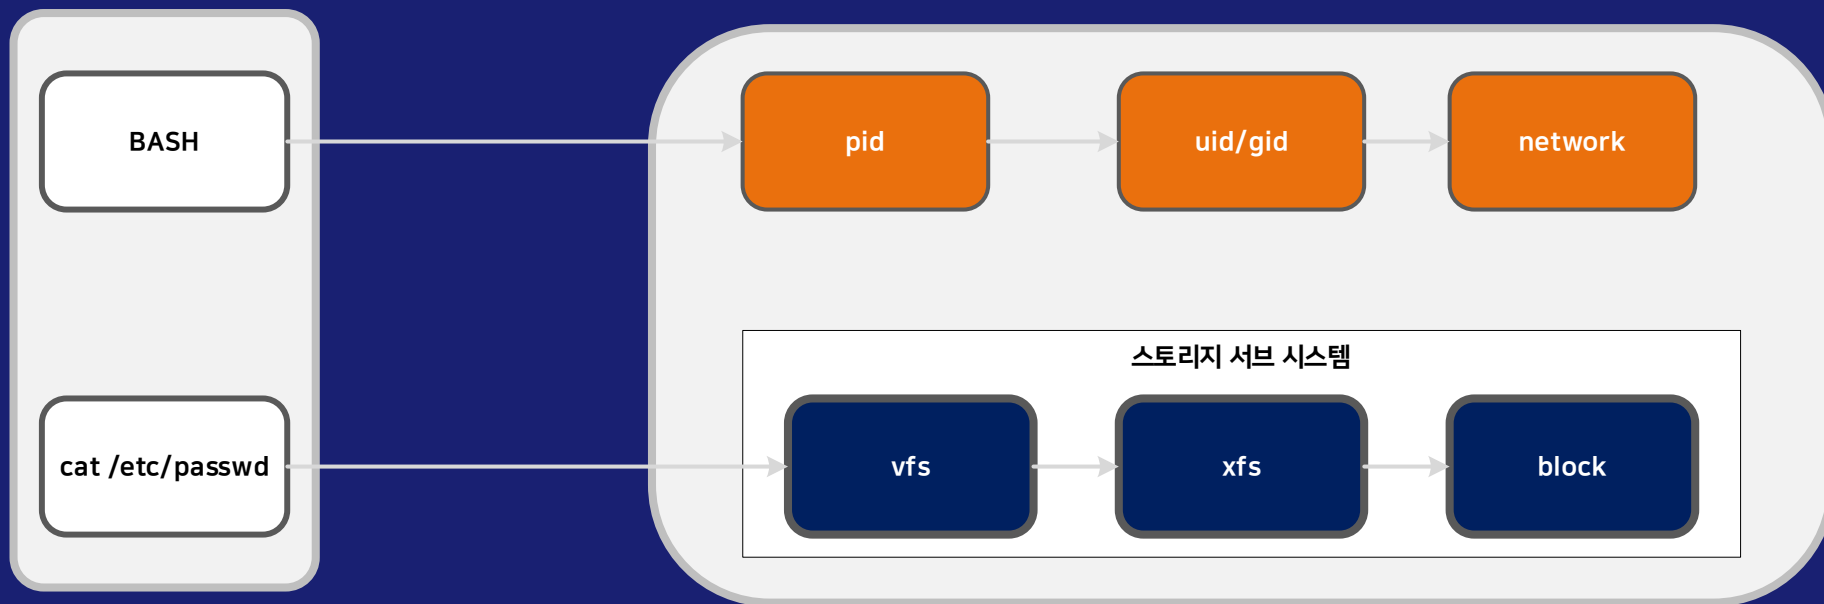 BASH
pid
uid/gid
network
스토리지 서브 시스템
cat /etc/passwd
vfs
xfs
block